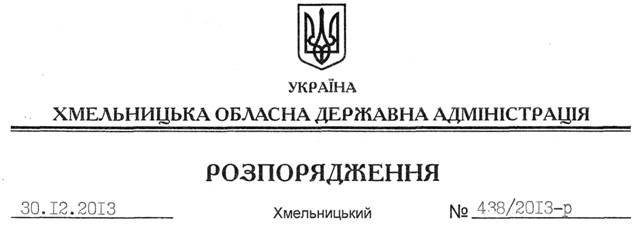 УКРАЇНА
ХМЕЛЬНИЦЬКА ОБЛАСНА ДЕРЖАВНА АДМІНІСТРАЦІЯ
РОЗПОРЯДЖЕННЯ
30.12.2013 Хмельницький № 438/2013-р